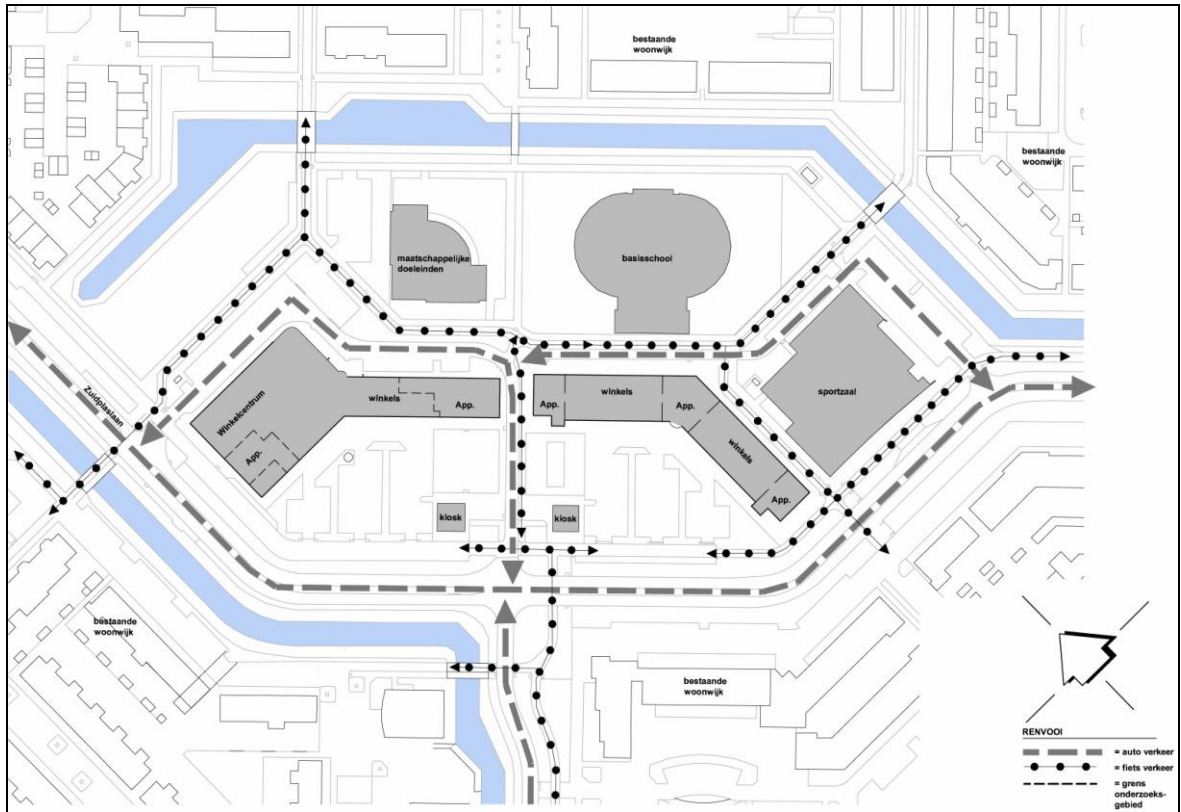 bestaande
woonwijk
bestaande
woonwijk
maatschappelijke
doeleinden
basisschool
Zuidplaslaan
Winkelcentrum
App.
winkels
App.
App.
winkels
App.
winkels
App.
sportzaal
kiosk
kiosk
bestaande
woonwijk
bestaande
woonwijk
RENVOOI
= auto verkeer
= fiets verkeer
= grens
onderzoeks-
gebied